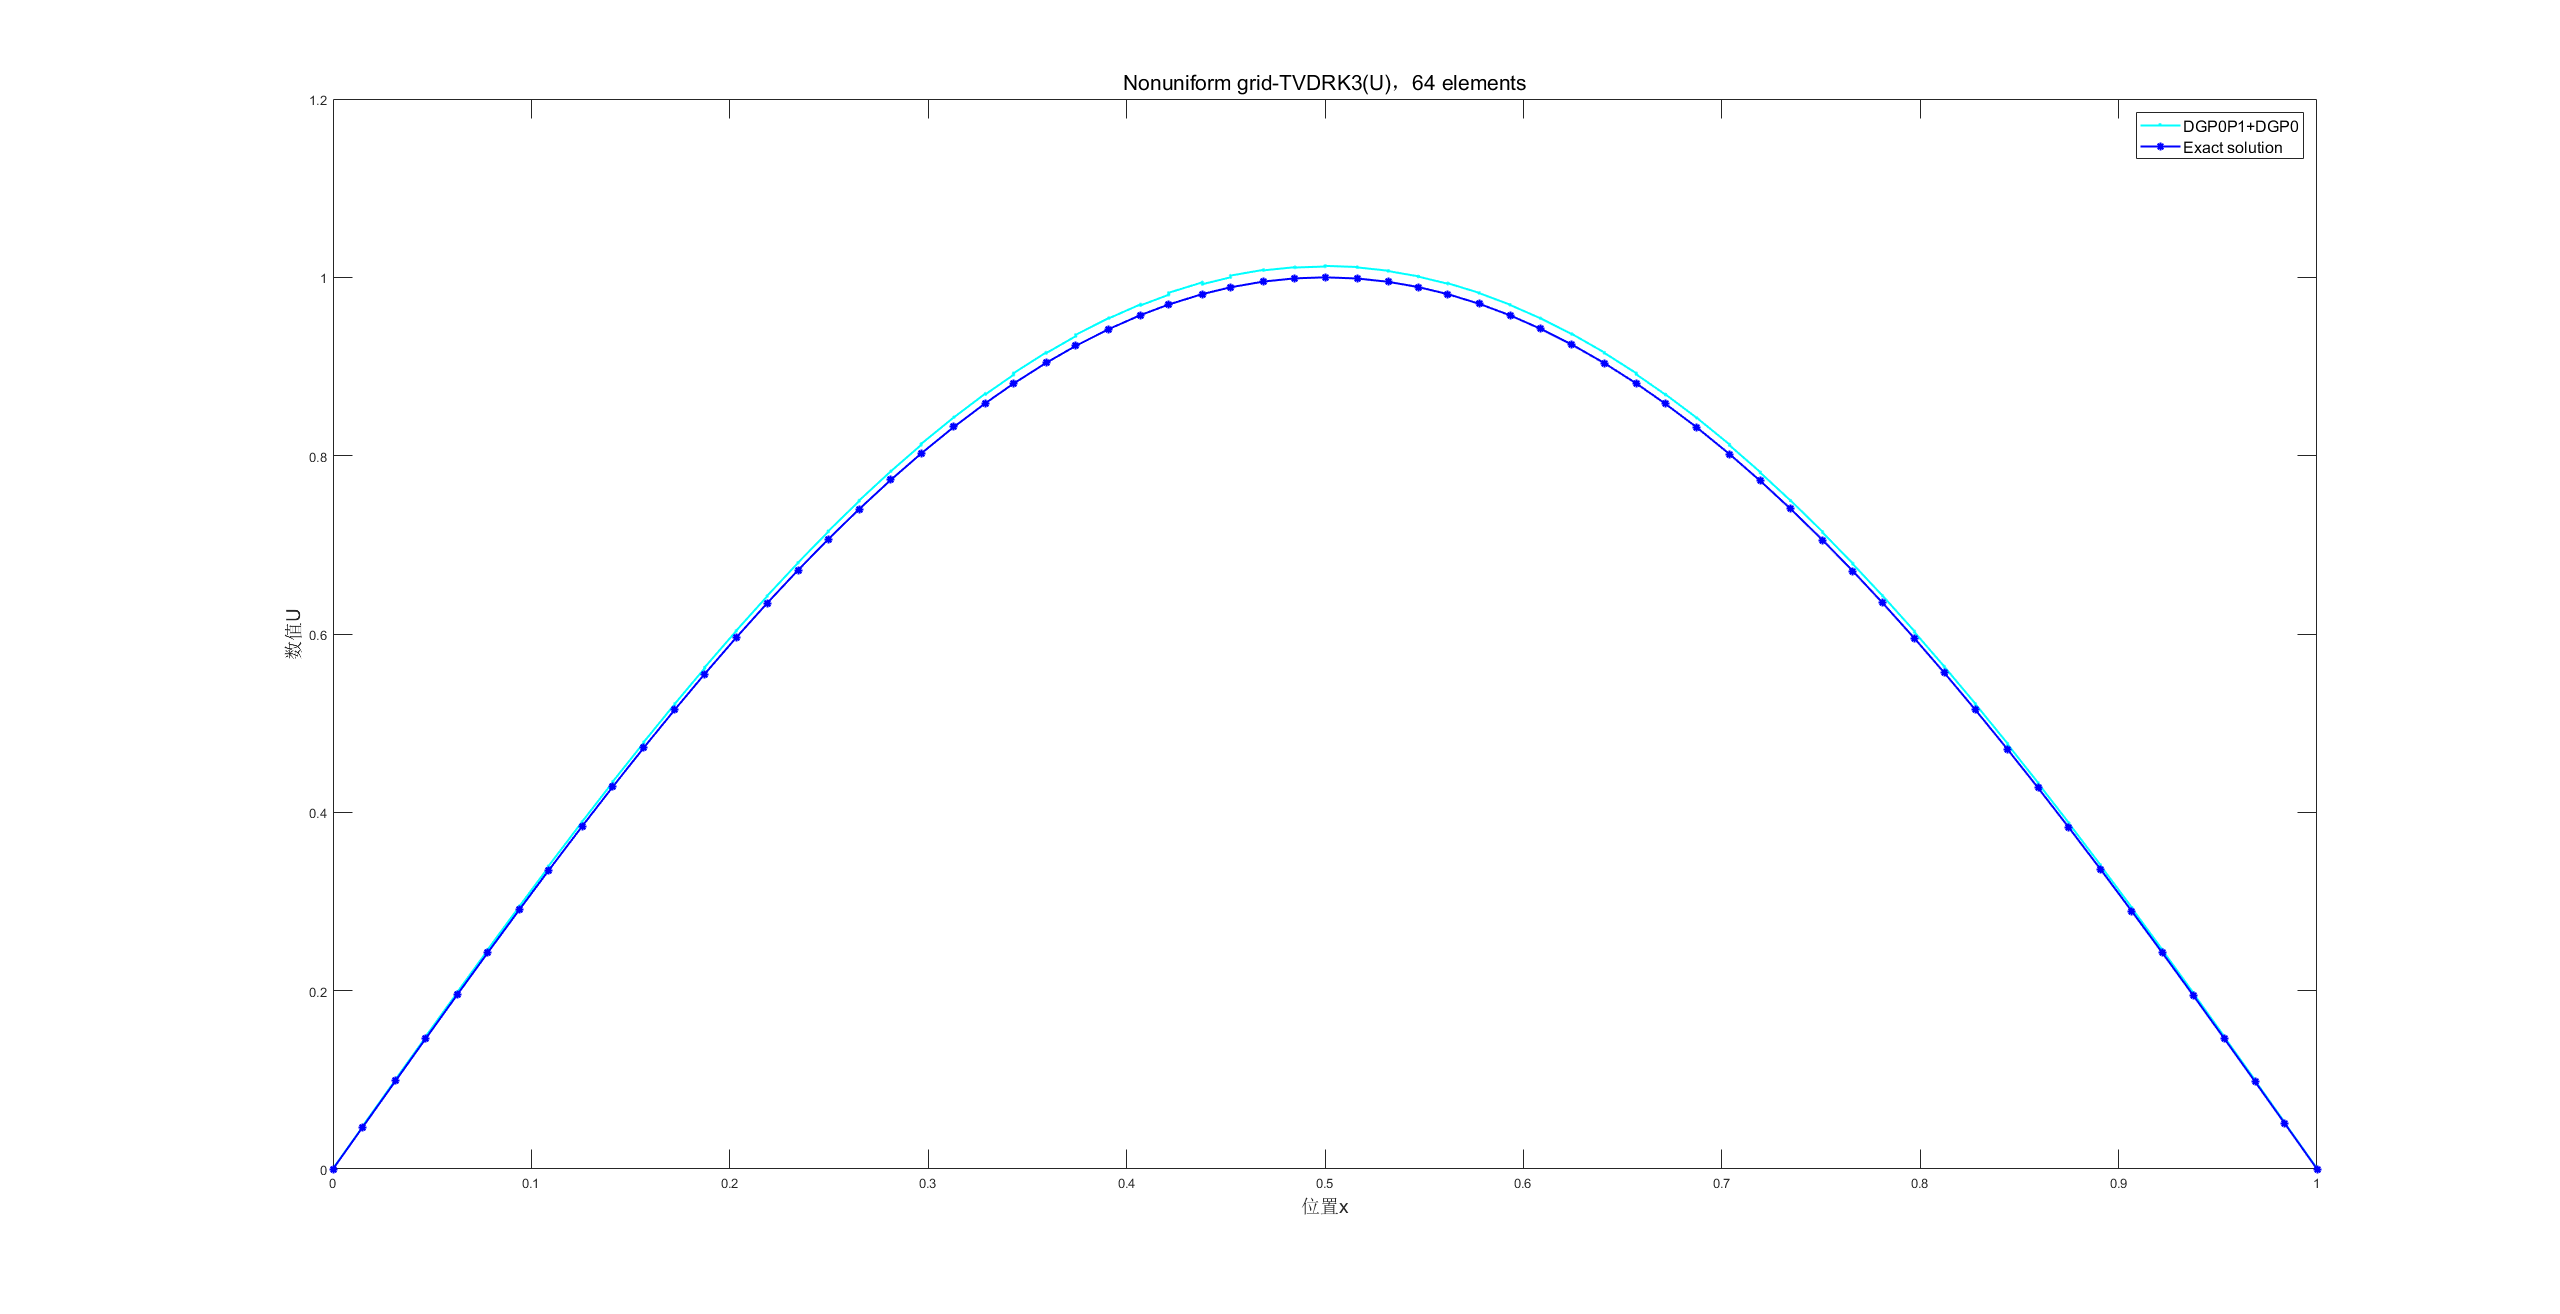 Nonuniform grid-TVDRK3(U)，64 elements
DGP0P1+DGP0
Exact solution
1.2
1
0.8
0.6
0.4
0.2
0
数值U
0 0.1 0.2 0.3 0.4 0.5 0.6 0.7 0.8 0.9 1
位置x